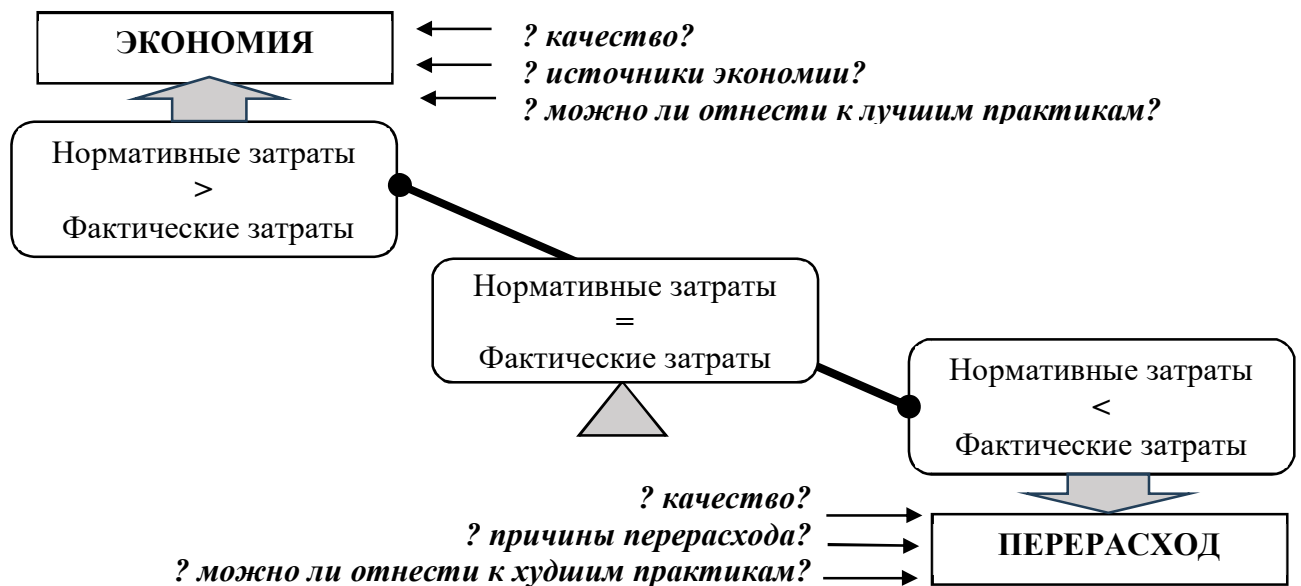 ЭКОНОМИЯ
? качество?
? источники экономии?
? можно ли отнести к лучшим практикам?
Нормативные затраты
>
Фактические затраты
Нормативные затраты
=
Фактические затраты
Нормативные затраты
<
Фактические затраты
? качество?
? причины перерасхода?
? можно ли отнести к худшим практикам?
ПЕРЕРАСХОД